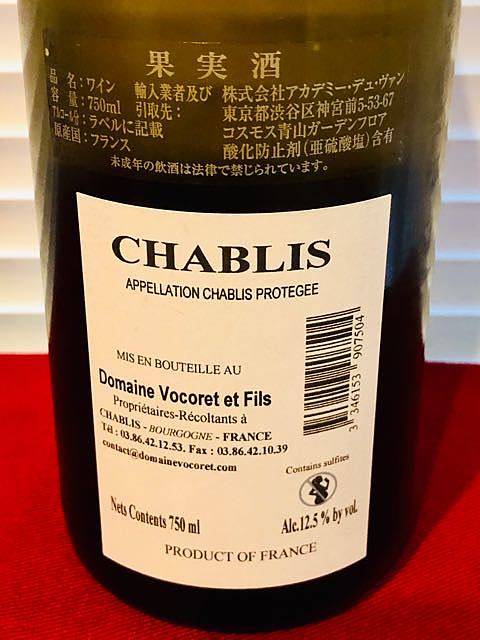 果実酒
品名：ワイン 輸入業者及び 株式会社アカデミー・デュ・ヴァン
容量：750ml 引取先： 東京都渋谷区神宮前5-53-67
アルコール分：ラベルに記載 コスモス青山ガーデンフロア
原産国：フランス 酸化防止剤（亜硫酸塩）含有
未成年の飲酒は法律で禁じられています。
CHABLIS
APPELLATION CHABLIS PROTEGEE
MIS EN BOUTEILLE AU
Domaine Vocoret et Fils
Propriétaires-Récoltants à
CHABLIS - BOURGOGNE - FRANCE
Tél : 03.86.42.12.53. Fax : 03.86.42.10.39
contact@domainevocoret.com
3 346153 907504
Contains sulfites
Nets Contents 750 ml
Alc.12.5 % by vol.
PRODUCT OF FRANCE